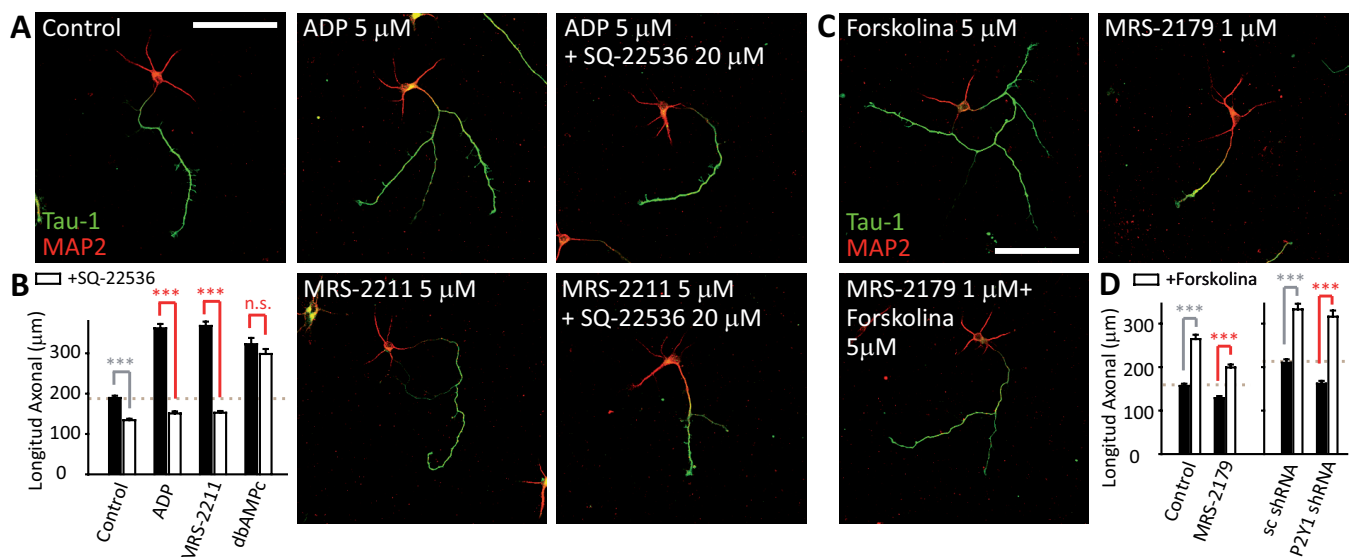 A
Control
Tau-1
MAP2
ADP 5 μM
ADP 5 μM
+ SQ-22536 20 μM
MRS-2211 5 μM
MRS-2211 5 μM
+ SQ-22536 20 μM
B
+SQ-22536
Longitud Axonal (μm)
300
200
100
0
***
***
***
n.s.
Control
ADP
MRS-2211
dbAMPc
C
Forskolina 5 μM
Tau-1
MAP2
MRS-2179 1 μM
MRS-2179 1 μM+
Forskolina
5μM
D
+Forskolina
Longitud Axonal (μm)
300
200
100
0
***
***
***
***
Control
MRS-2179
sc shRNA
P2Y1 shRNA